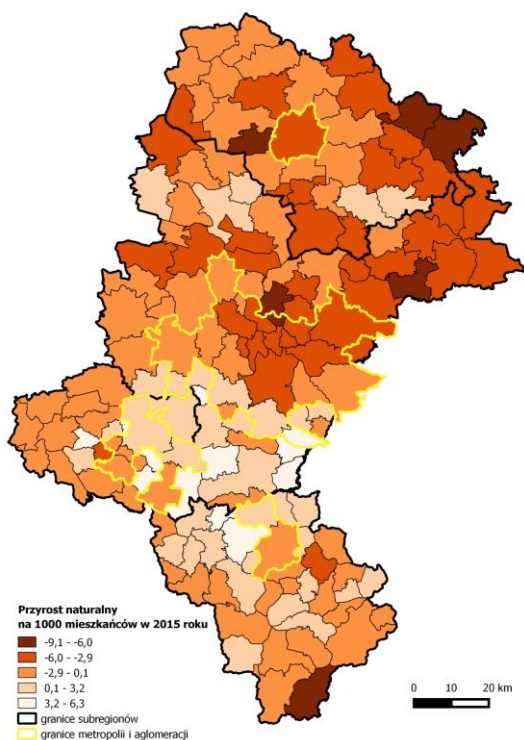 Przyrost naturalny
na 1000 mieszkańców w 2015 roku
-9,1 - -6,0
-6,0 - -2,9
-2,9 - 0,1
0,1 - 3,2
3,2 - 6,3
granice subregionów
granice metropolii i aglomeracji
0 10 20 km